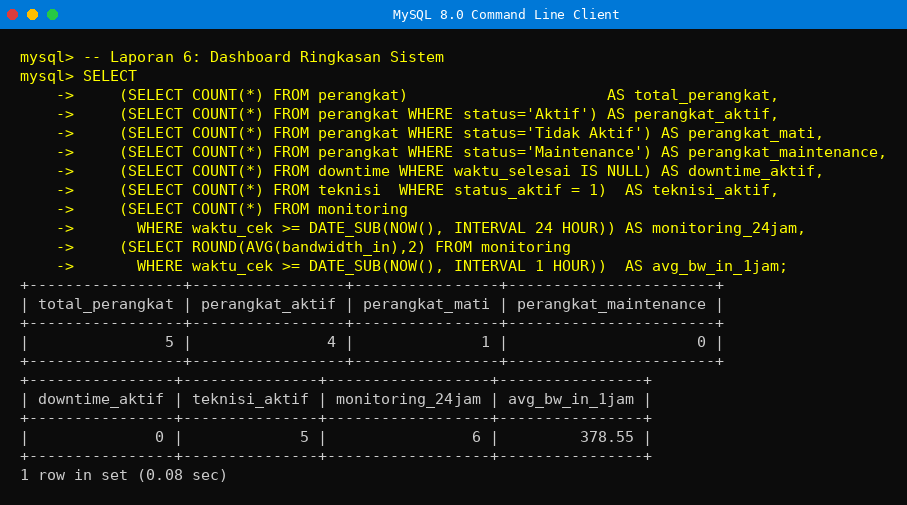 MySQL 8.0 Command Line Client
mysql> -- Laporan 6: Dashboard Ringkasan Sistem
mysql> SELECT
    ->     (SELECT COUNT(*) FROM perangkat)                      AS total_perangkat,
    ->     (SELECT COUNT(*) FROM perangkat WHERE status='Aktif') AS perangkat_aktif,
    ->     (SELECT COUNT(*) FROM perangkat WHERE status='Tidak Aktif') AS perangkat_mati,
    ->     (SELECT COUNT(*) FROM perangkat WHERE status='Maintenance') AS perangkat_maintenance,
    ->     (SELECT COUNT(*) FROM downtime WHERE waktu_selesai IS NULL) AS downtime_aktif,
    ->     (SELECT COUNT(*) FROM teknisi  WHERE status_aktif = 1)  AS teknisi_aktif,
    ->     (SELECT COUNT(*) FROM monitoring
    ->       WHERE waktu_cek >= DATE_SUB(NOW(), INTERVAL 24 HOUR)) AS monitoring_24jam,
    ->     (SELECT ROUND(AVG(bandwidth_in),2) FROM monitoring
    ->       WHERE waktu_cek >= DATE_SUB(NOW(), INTERVAL 1 HOUR))  AS avg_bw_in_1jam;
+-----------------+-----------------+----------------+-----------------------+
| total_perangkat | perangkat_aktif | perangkat_mati | perangkat_maintenance |
+-----------------+-----------------+----------------+-----------------------+
|               5 |               4 |              1 |                     0 |
+-----------------+-----------------+----------------+-----------------------+
+----------------+---------------+------------------+----------------+
| downtime_aktif | teknisi_aktif | monitoring_24jam | avg_bw_in_1jam |
+----------------+---------------+------------------+----------------+
|              0 |             5 |                6 |         378.55 |
+----------------+---------------+------------------+----------------+
1 row in set (0.08 sec)